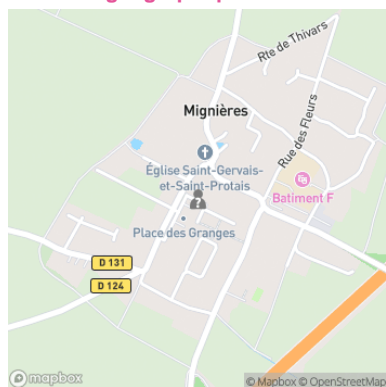 Rte de Thivars
Mignières
Rue des Fleurs
Église Saint-Gervais-
et-Saint-Protais
Batiment F
?
Place des Granges
D 131
D 124
mapbox
© Mapbox © OpenStreetMap